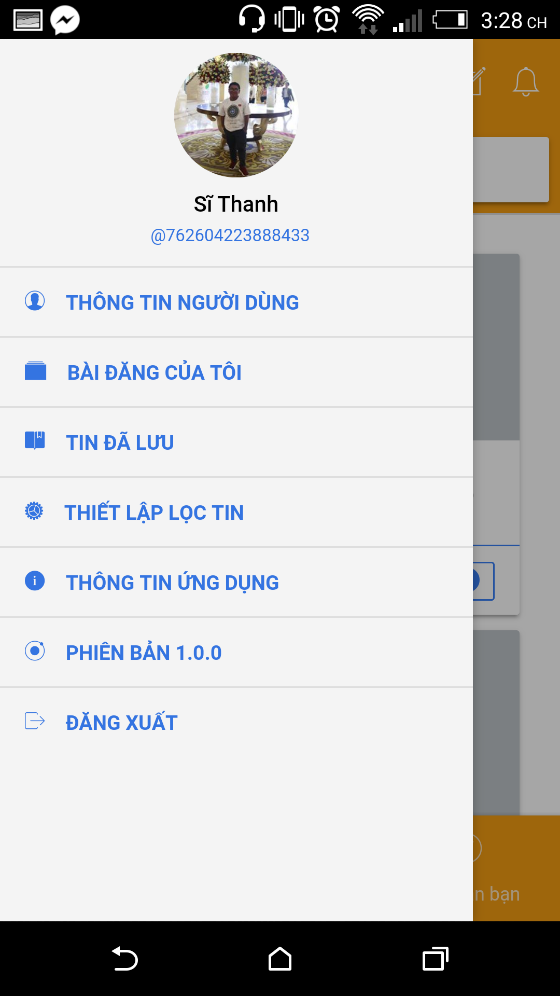 3:28 CH
Sĩ Thanh
@762604223888433
THÔNG TIN NGƯỜI DÙNG
BÀI ĐĂNG CỦA TÔI
TIN ĐÃ LƯU
THIẾT LẬP LỌC TIN
THÔNG TIN ỨNG DỤNG
PHIÊN BẢN 1.0.0
ĐĂNG XUẤT
bạn